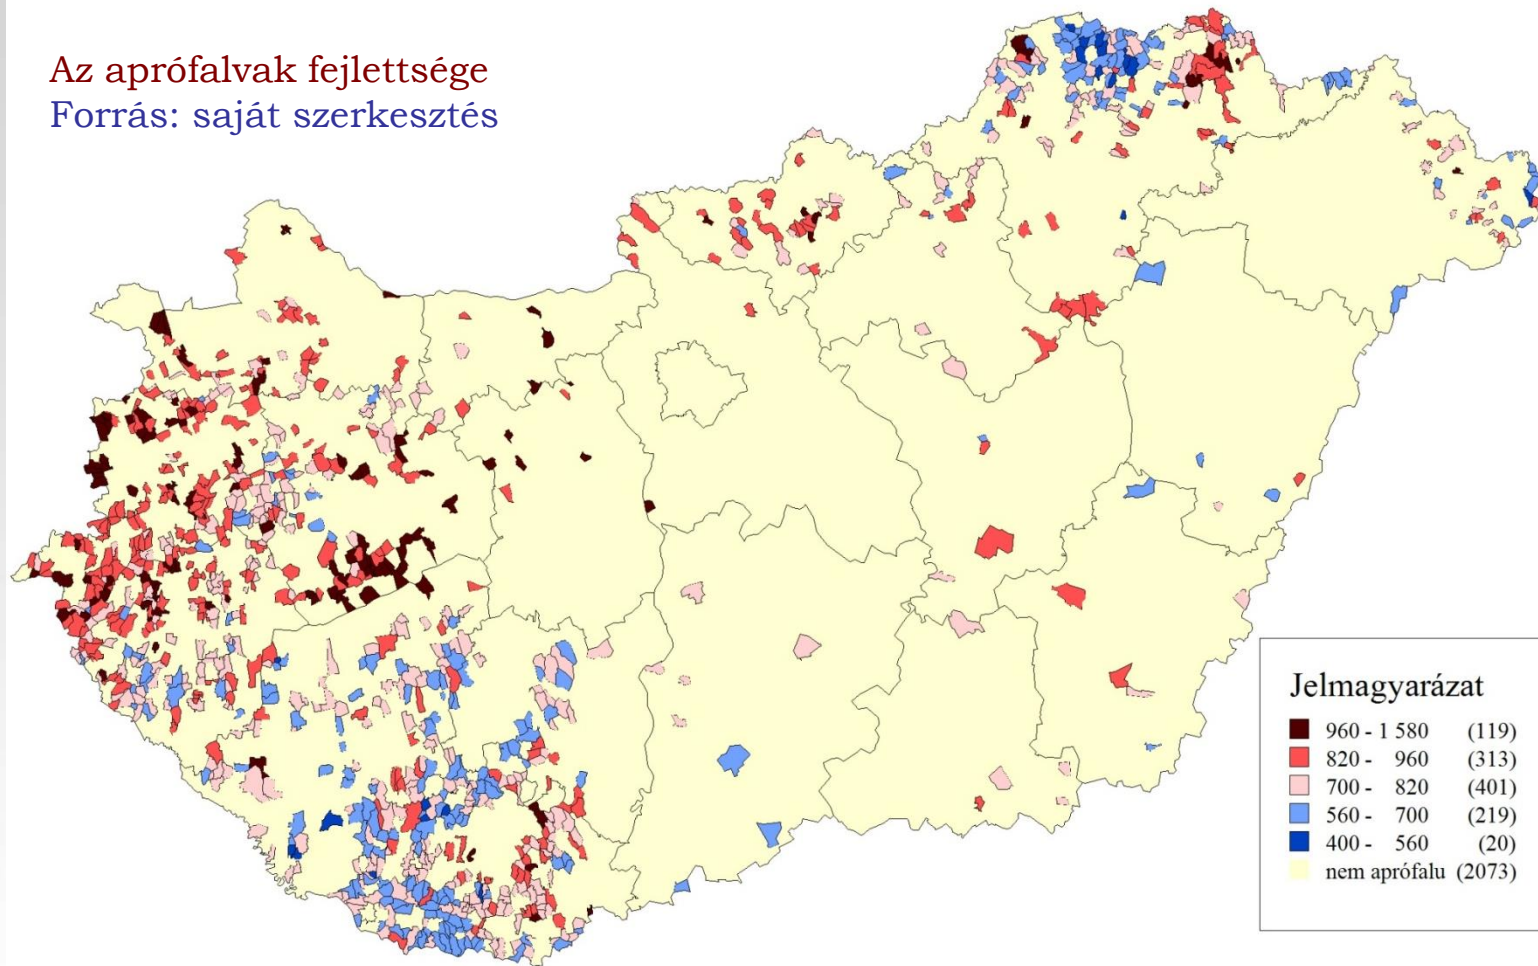 Az aprófalvak fejlettsége
Forrás: saját szerkesztés
Jelmagyarázat
960 - 1 580 (119)
820 - 960 (313)
700 - 820 (401)
560 - 700 (219)
400 - 560 (20)
nem aprófalu (2073)